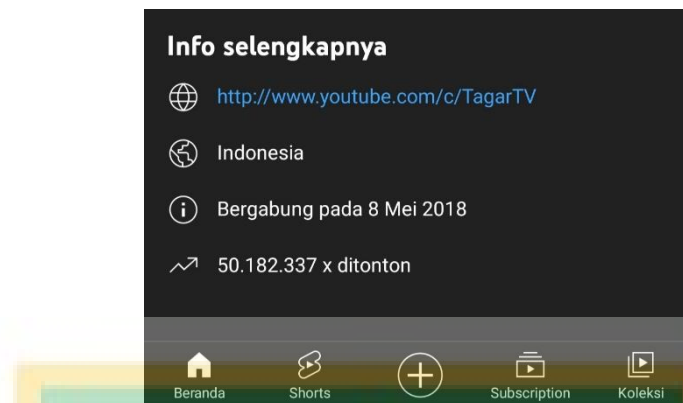 Info selengkapnya
http://www.youtube.com/c/TagarTV
Indonesia
Bergabung pada 8 Mei 2018
50.182.337 x ditonton
Beranda
Shorts
Subscription
Koleksi